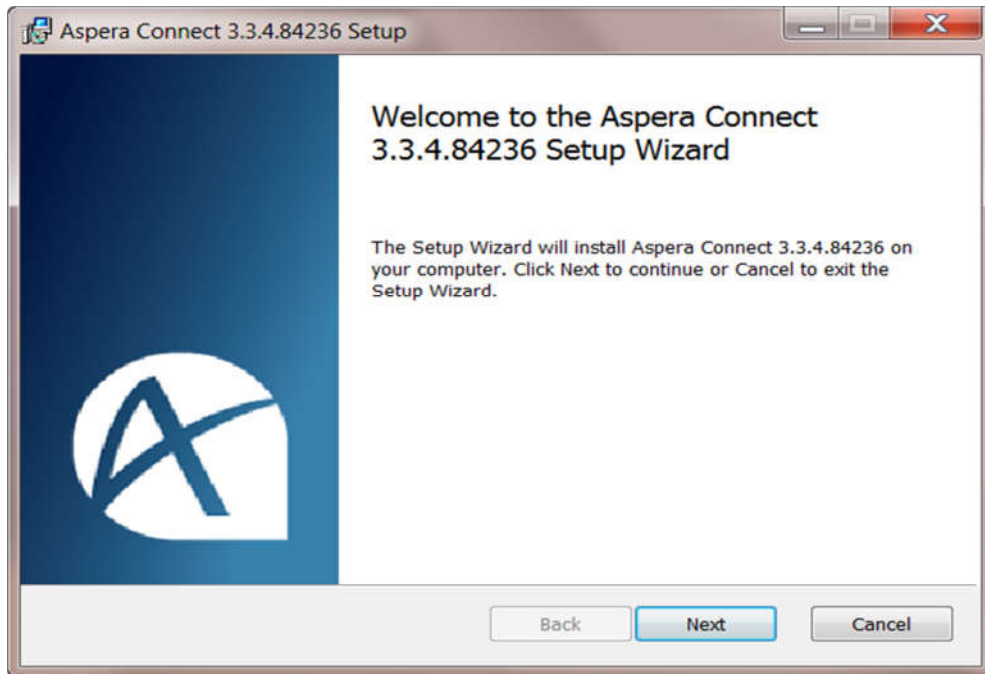 Aspera Connect 3.3.4.84236 Setup
Welcome to the Aspera Connect
3.3.4.84236 Setup Wizard
The Setup Wizard will install Aspera Connect 3.3.4.84236 on
your computer. Click Next to continue or Cancel to exit the
Setup Wizard.
Back
Next
Cancel